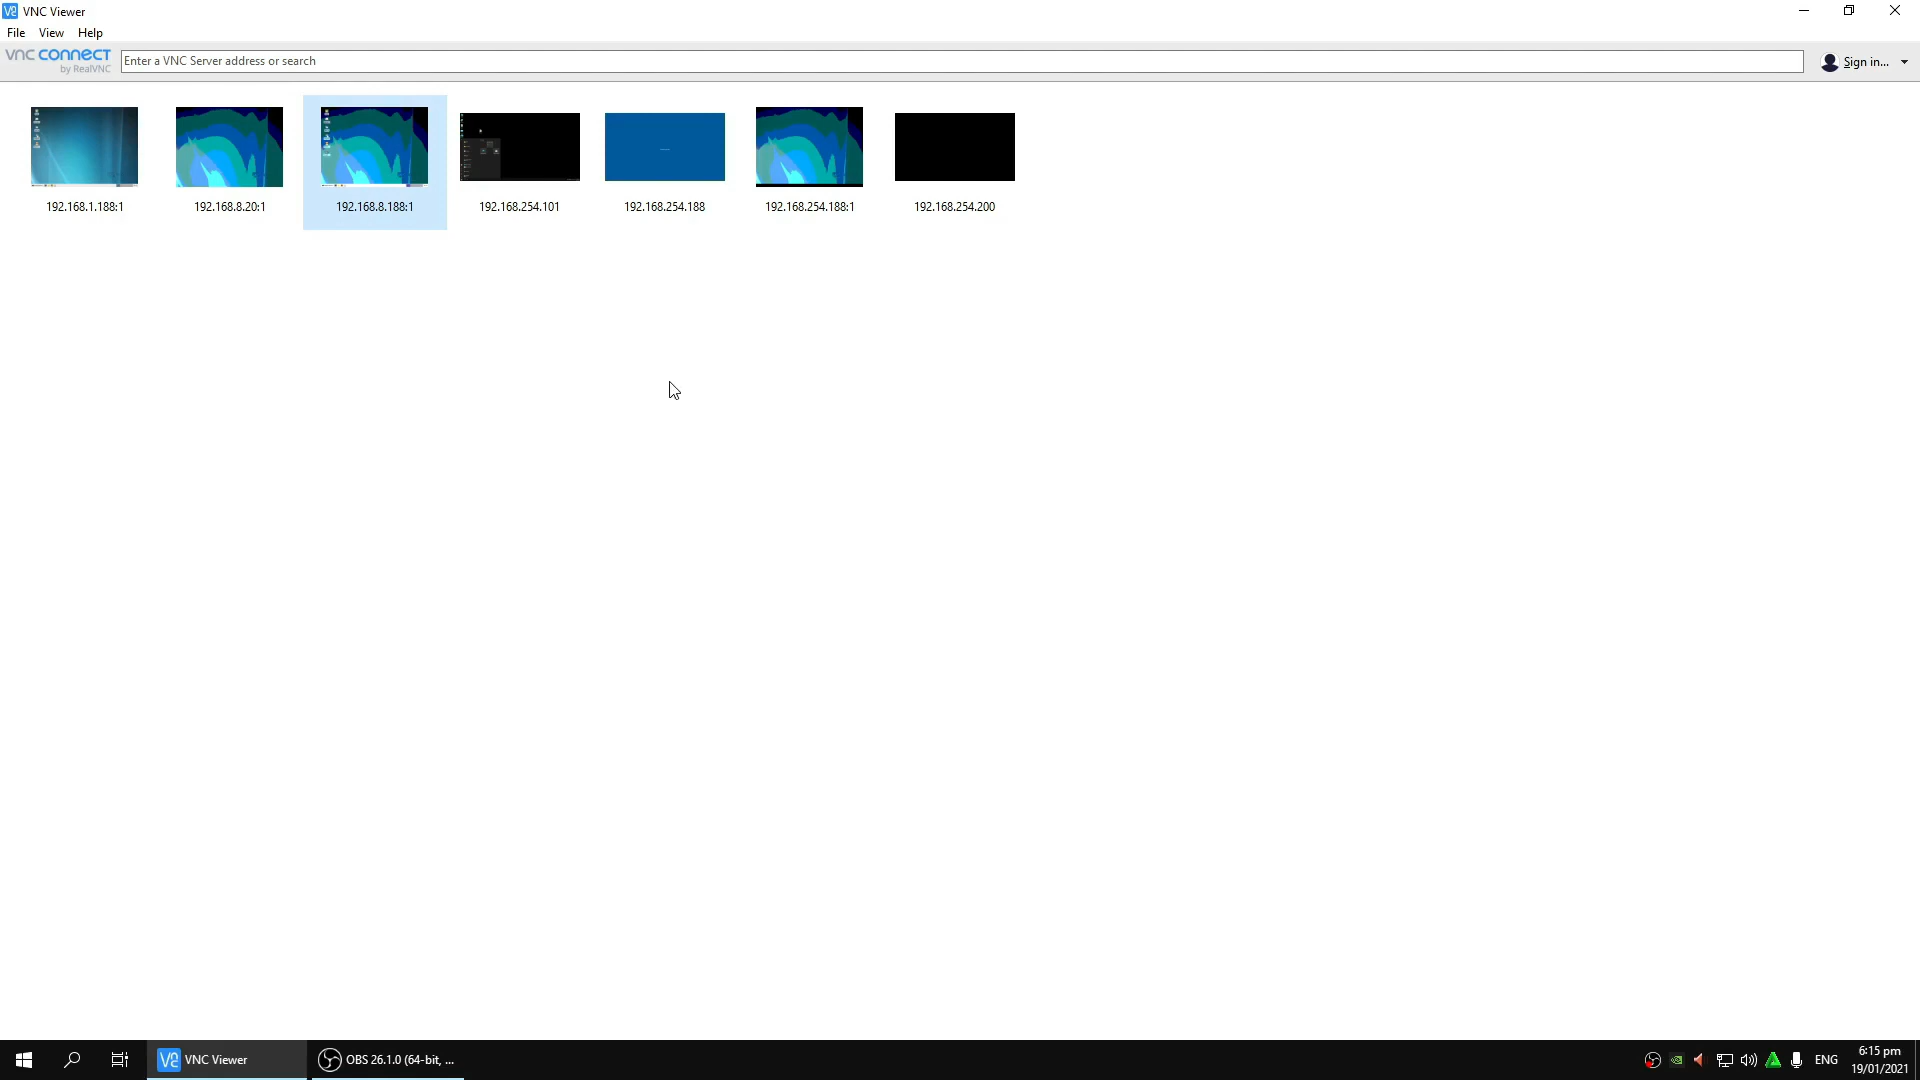 VNC Viewer
File View Help
vnc connect
by RealVNC
Enter a VNC Server address or search
Sign in...
192.168.1.188:1
192.168.8.20:1
192.168.8.188:1
192.168.254.101
192.168.254.188
192.168.254.188:1
192.168.254.200
VNC Viewer
OBS 26.1.0 (64-bit, ...
ENG
6:15 pm
19/01/2021